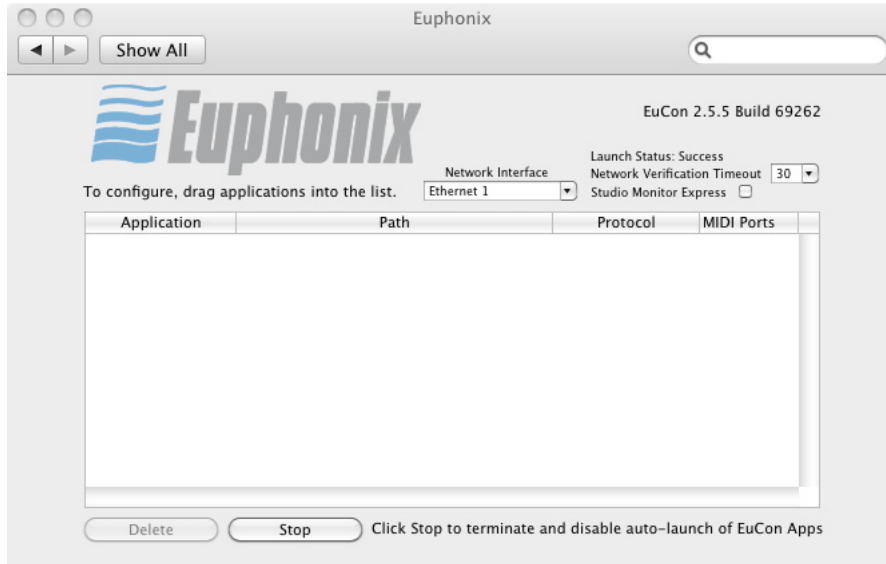 Euphonix
Show All
Euphonix
EuCon 2.5.5 Build 69262
Launch Status: Success
Network Interface
Network Verification Timeout 30
To configure, drag applications into the list.
Ethernet 1
Studio Monitor Express
Application Path Protocol MIDI Ports
Delete Stop Click Stop to terminate and disable auto-launch of EuCon Apps